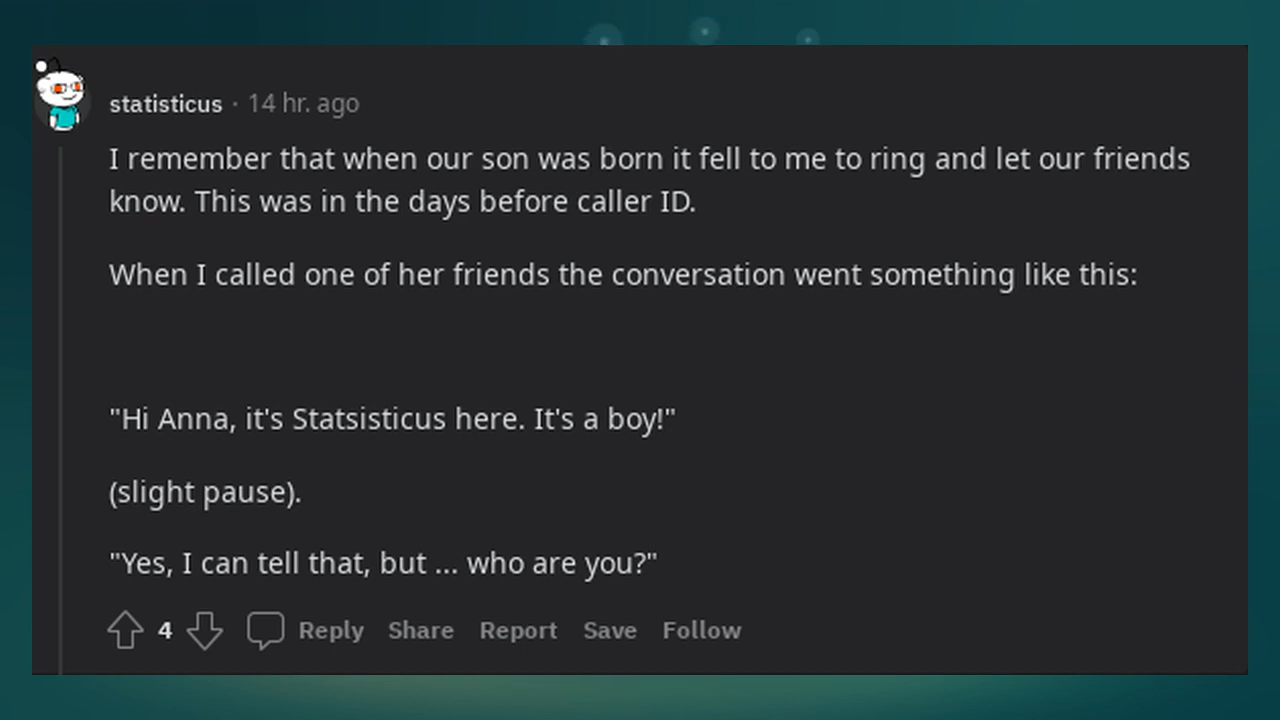 statisticus · 14 hr. ago
I remember that when our son was born it fell to me to ring and let our friends
know. This was in the days before caller ID.
When I called one of her friends the conversation went something like this:
"Hi Anna, it's Statsisticus here. It's a boy!"
(slight pause).
"Yes, I can tell that, but ... who are you?"
4 Reply Share Report Save Follow